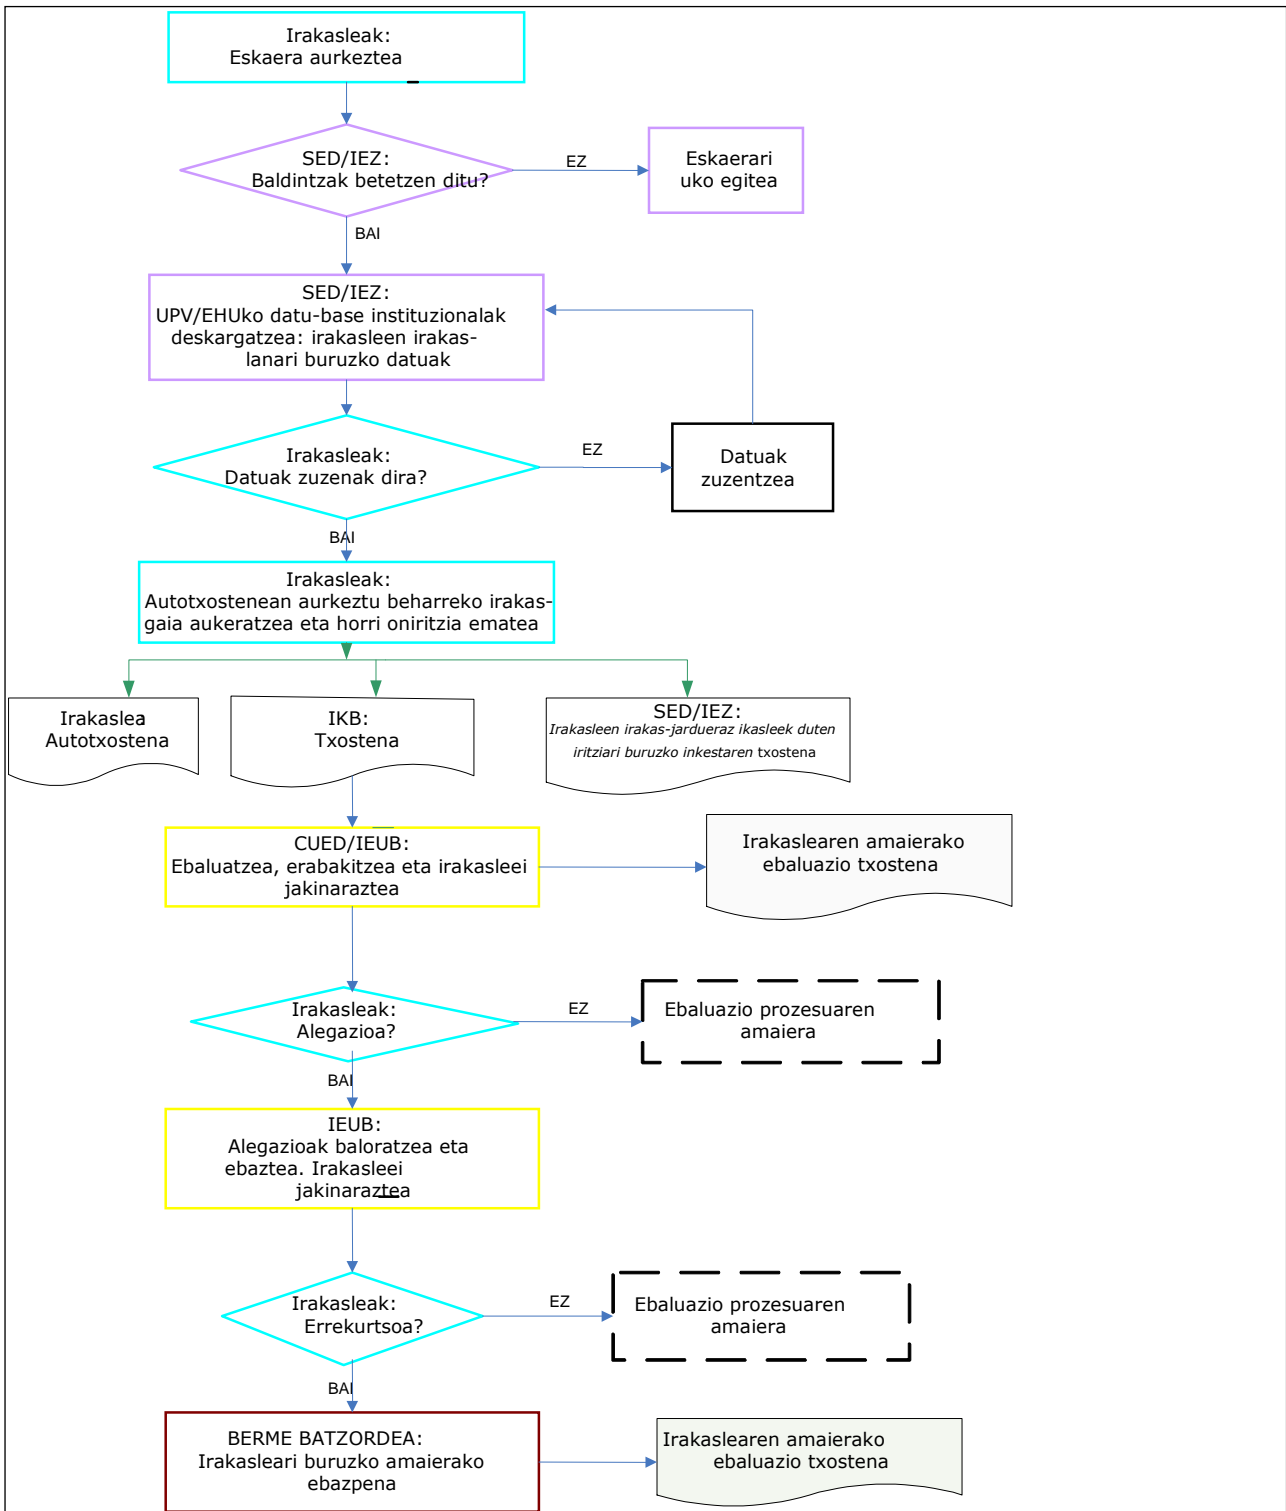 Irakasleak:
Eskaera aurkeztea
SED/IEZ:
Baldintzak betetzen ditu?
EZ
Eskaerari
uko egitea
BAI
SED/IEZ:
UPV/EHUko datu-base instituzionalak
deskargatzea: irakasleen irakas-
lanari buruzko datuak
Irakasleak:
Datuak zuzenak dira?
EZ
Datuak
zuzentzea
BAI
Irakasleak:
Autotxostenean aurkeztu beharreko irakas-
gaia aukeratzea eta horri oniritzia ematea
Irakaslea
Autotxostena
IKB:
Txostena
SED/IEZ:
Irakasleen irakas-jardueraz ikasleek duten
iritziari buruzko inkestaren txostena
CUED/IEUB:
Ebaluatzea, erabakitzea eta irakasleei
jakinaraztea
Irakaslearen amaierako
ebaluazio txostena
Irakasleak:
Alegazioa?
EZ
Ebaluazio prozesuaren
amaiera
BAI
IEUB:
Alegazioak baloratzea eta
ebaztea. Irakasleei
jakinaraztea
Irakasleak:
Errekurtsoa?
EZ
Ebaluazio prozesuaren
amaiera
BAI
BERME BATZORDEA:
Irakasleari buruzko amaierako
ebazpena
Irakaslearen amaierako
ebaluazio txostena